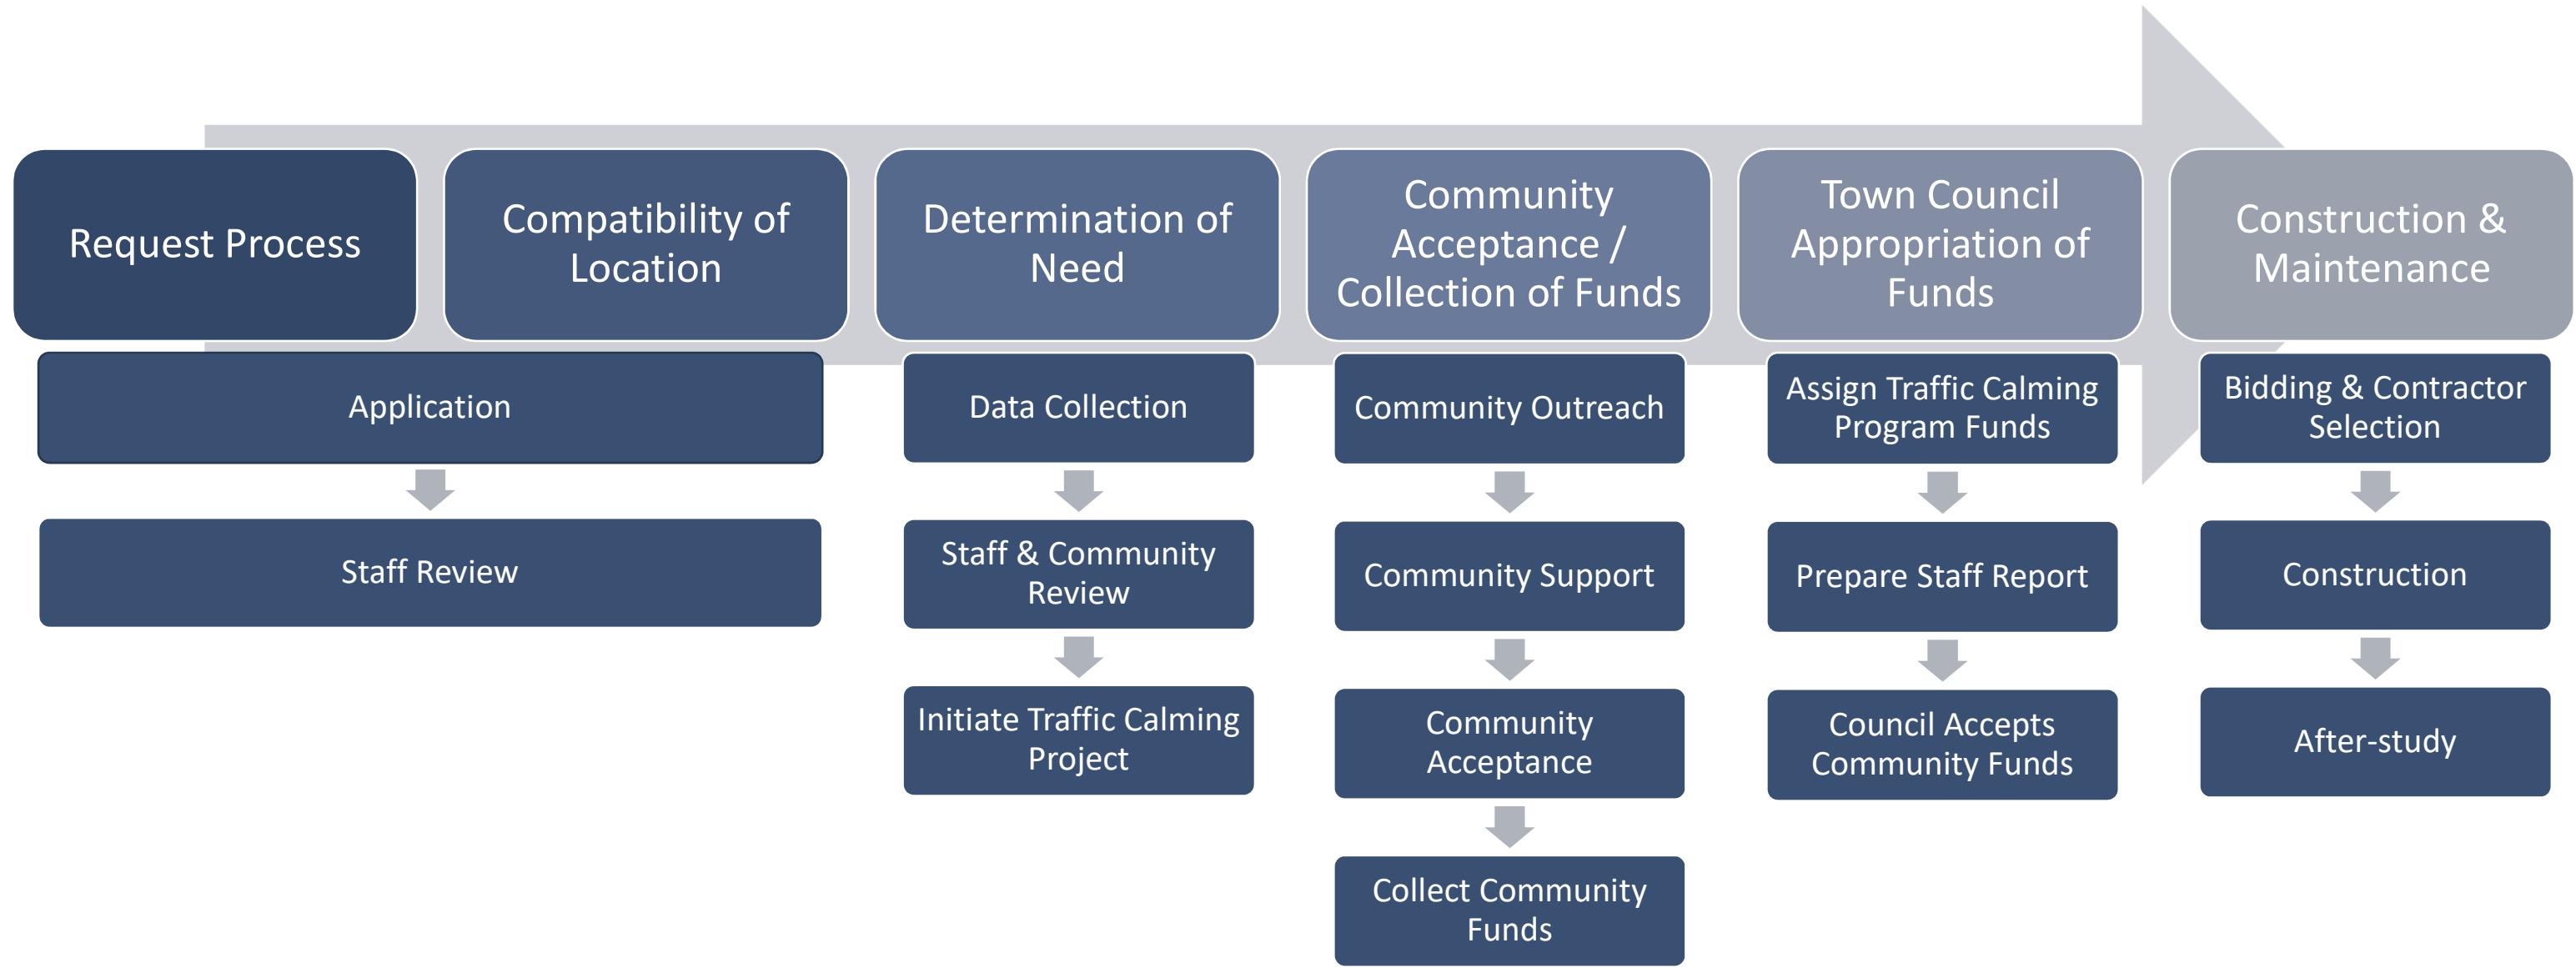 Request Process
Compatibility of
Location
Determination of
Need
Community
Acceptance /
Collection of Funds
Town Council
Appropriation of
Funds
Construction &
Maintenance
Application
Staff Review
Data Collection
Staff & Community
Review
Initiate Traffic Calming
Project
Community Outreach
Community Support
Community
Acceptance
Collect Community
Funds
Assign Traffic Calming
Program Funds
Prepare Staff Report
Council Accepts
Community Funds
Bidding & Contractor
Selection
Construction
After-study